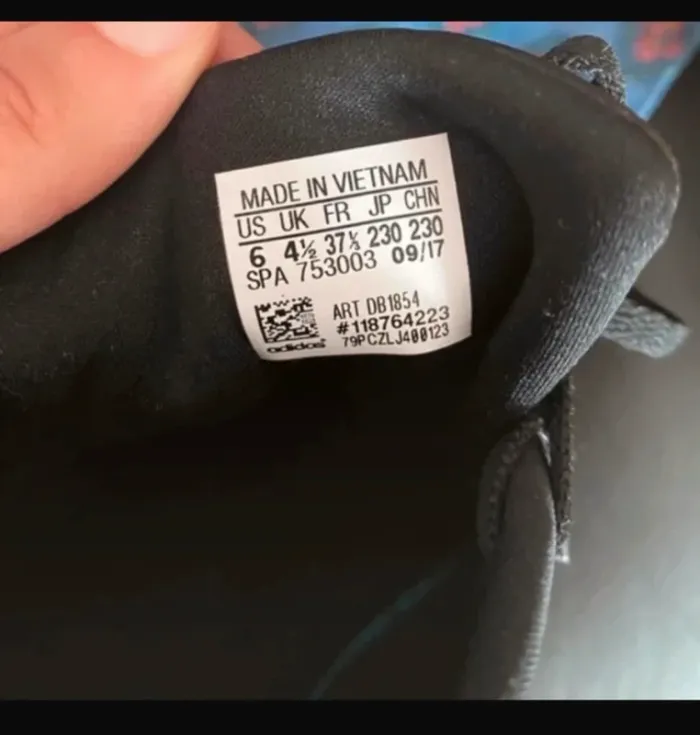 MADE IN VIETNAM
US UK FR JP CHN
6 4½ 37⅓ 230 230
SPA 753003 09/17
ART DB1854
#118764223
adidas 79PCZLJ400123